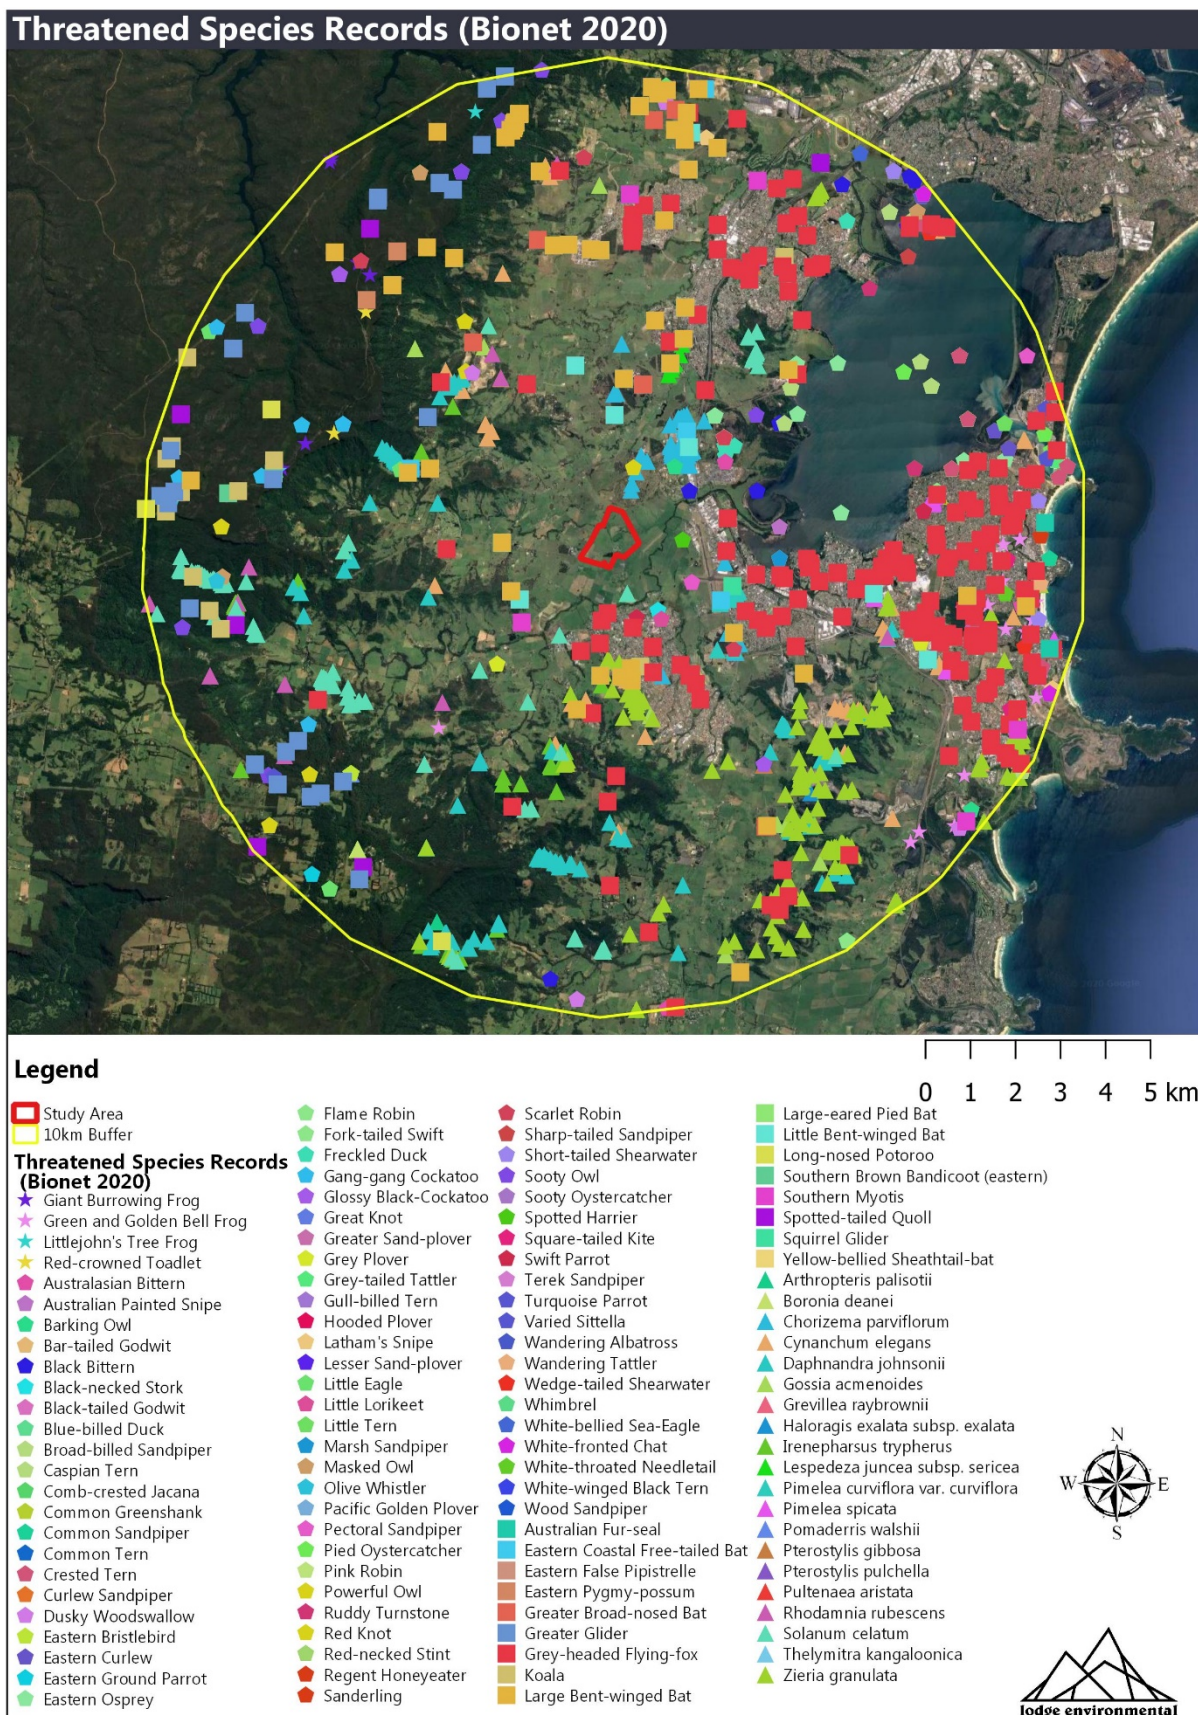 Threatened Species Records (Bionet 2020)
0 1 2 3 4 5 km
Legend
Study Area
10km Buffer
Threatened Species Records
(Bionet 2020)
Giant Burrowing Frog
Green and Golden Bell Frog
Littlejohn's Tree Frog
Red-crowned Toadlet
Australasian Bittern
Australian Painted Snipe
Barking Owl
Bar-tailed Godwit
Black Bittern
Black-necked Stork
Black-tailed Godwit
Blue-billed Duck
Broad-billed Sandpiper
Caspian Tern
Comb-crested Jacana
Common Greenshank
Common Sandpiper
Common Tern
Crested Tern
Curlew Sandpiper
Dusky Woodswallow
Eastern Bristlebird
Eastern Curlew
Eastern Ground Parrot
Eastern Osprey
Flame Robin
Fork-tailed Swift
Freckled Duck
Gang-gang Cockatoo
Glossy Black-Cockatoo
Great Knot
Greater Sand-plover
Grey Plover
Grey-tailed Tattler
Gull-billed Tern
Hooded Plover
Latham's Snipe
Lesser Sand-plover
Little Eagle
Little Lorikeet
Little Tern
Marsh Sandpiper
Masked Owl
Olive Whistler
Pacific Golden Plover
Pectoral Sandpiper
Pied Oystercatcher
Pink Robin
Powerful Owl
Ruddy Turnstone
Red Knot
Red-necked Stint
Regent Honeyeater
Sanderling
Scarlet Robin
Sharp-tailed Sandpiper
Short-tailed Shearwater
Sooty Owl
Sooty Oystercatcher
Spotted Harrier
Square-tailed Kite
Swift Parrot
Terek Sandpiper
Turquoise Parrot
Varied Sittella
Wandering Albatross
Wandering Tattler
Wedge-tailed Shearwater
Whimbrel
White-bellied Sea-Eagle
White-fronted Chat
White-throated Needletail
White-winged Black Tern
Wood Sandpiper
Australian Fur-seal
Eastern Coastal Free-tailed Bat
Eastern False Pipistrelle
Eastern Pygmy-possum
Greater Broad-nosed Bat
Greater Glider
Grey-headed Flying-fox
Koala
Large Bent-winged Bat
Large-eared Pied Bat
Little Bent-winged Bat
Long-nosed Potoroo
Southern Brown Bandicoot (eastern)
Southern Myotis
Spotted-tailed Quoll
Squirrel Glider
Yellow-bellied Sheathtail-bat
Arthropteris palisotii
Boronia deanei
Chorizema parviflorum
Cynanchum elegans
Daphnandra johnsonii
Gossia acmenoides
Grevillea raybrownii
Haloragis exalata subsp. exalata
Irenepharsus trypherus
Lespedeza juncea subsp. sericea
Pimelea curviflora var. curviflora
Pimelea spicata
Pomaderris walshii
Pterostylis gibbosa
Pterostylis pulchella
Pultenaea aristata
Rhodamnia rubescens
Solanum celatum
Thelymitra kangaloonica
Zieria granulata
N
W E
S
lodge environmental